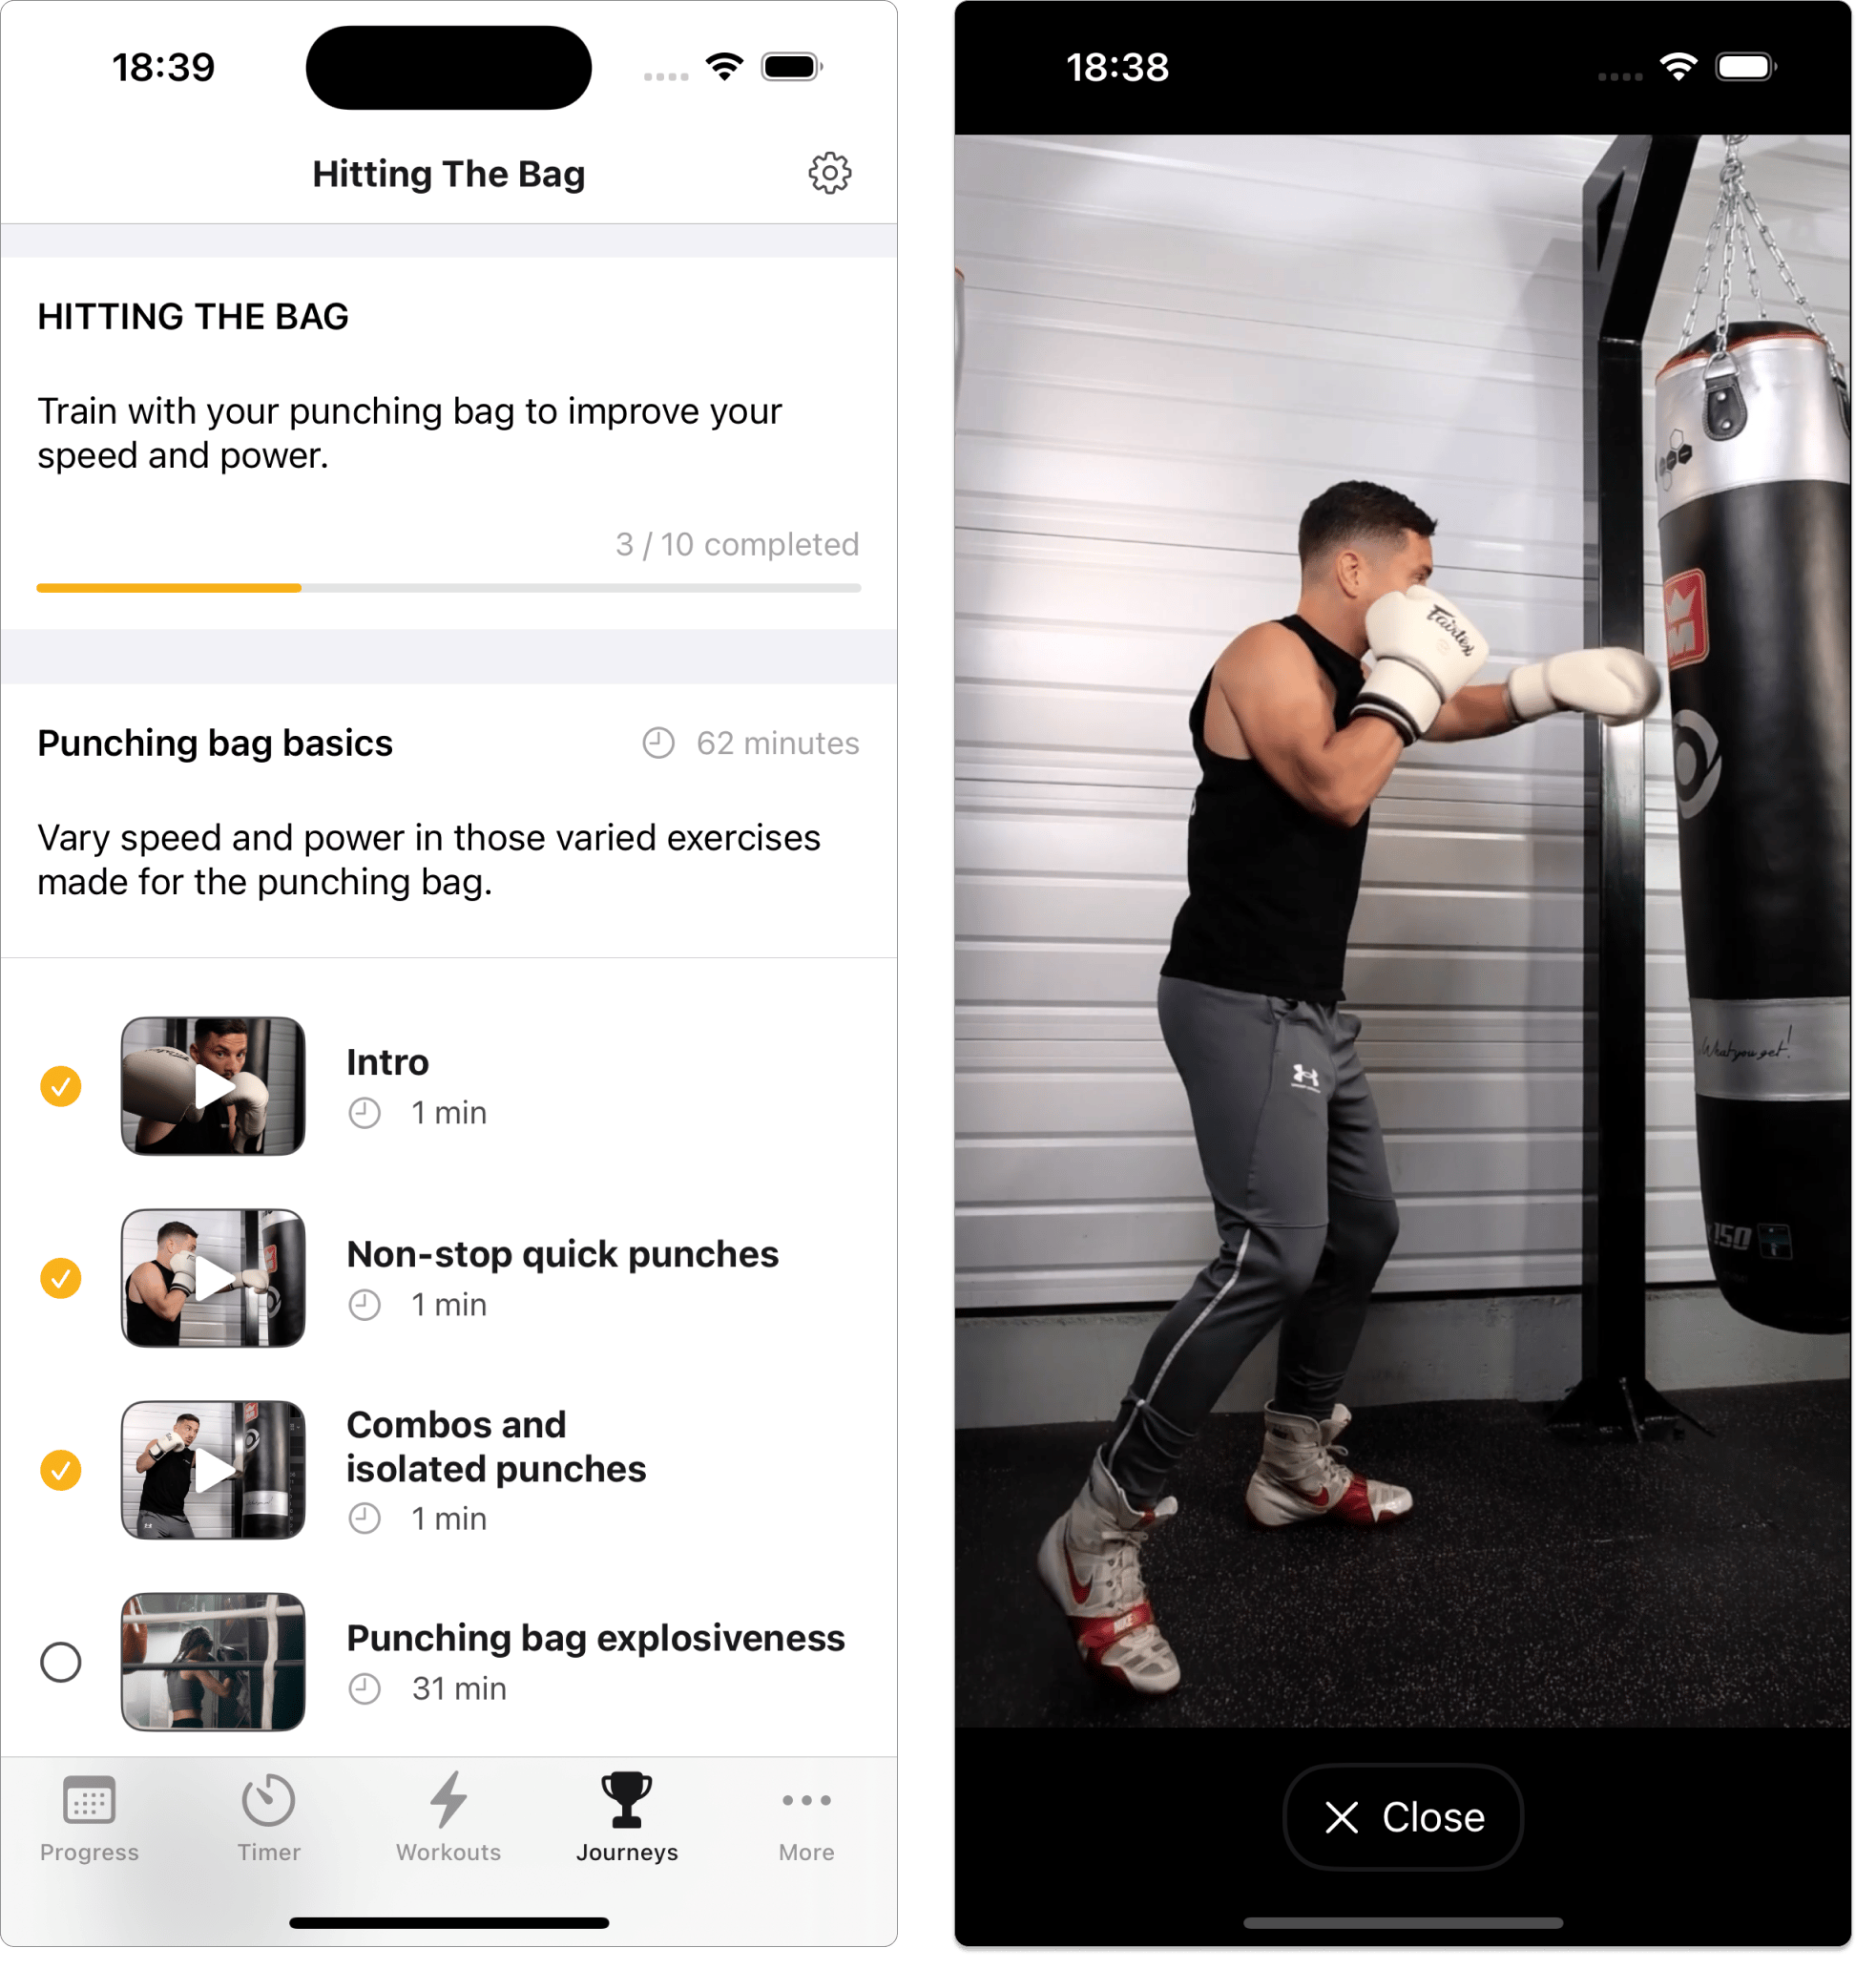 18:39
Hitting The Bag
HITTING THE BAG
Train with your punching bag to improve your
speed and power.
3 / 10 completed
Punching bag basics
62 minutes
Vary speed and power in those varied exercises
made for the punching bag.
Intro
1 min
Non-stop quick punches
1 min
Combos and
isolated punches
1 min
Punching bag explosiveness
31 min
Progress
Timer
Workouts
Journeys
More
18:38
Fairtex
What you get!
150
UNDER ARMOUR
NIKE
Close